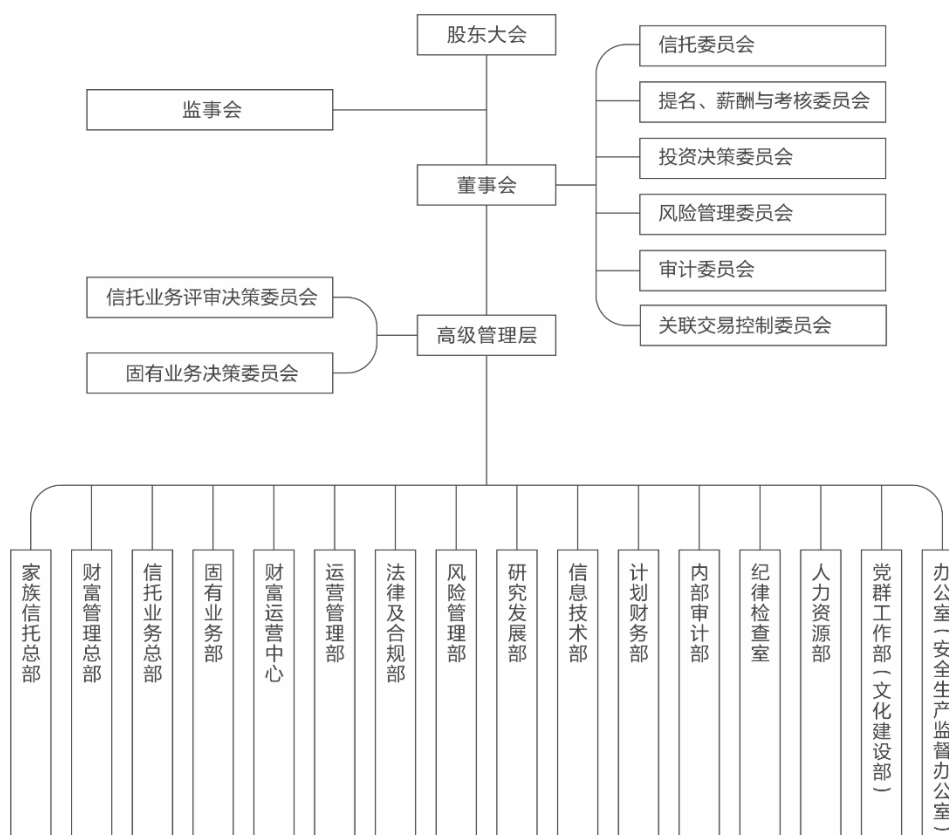 股东大会
监事会
董事会
信托委员会
提名、薪酬与考核委员会
投资决策委员会
风险管理委员会
审计委员会
关联交易控制委员会
信托业务评审决策委员会
固有业务决策委员会
高级管理层
家族信托总部
财富管理总部
信托业务总部
固有业务部
财富运营中心
运营管理部
法律及合规部
风险管理部
研究发展部
信息技术部
计划财务部
内部审计部
纪律检查室
人力资源部
党群工作部(文化建设部)
办公室(安全生产监督办公室)